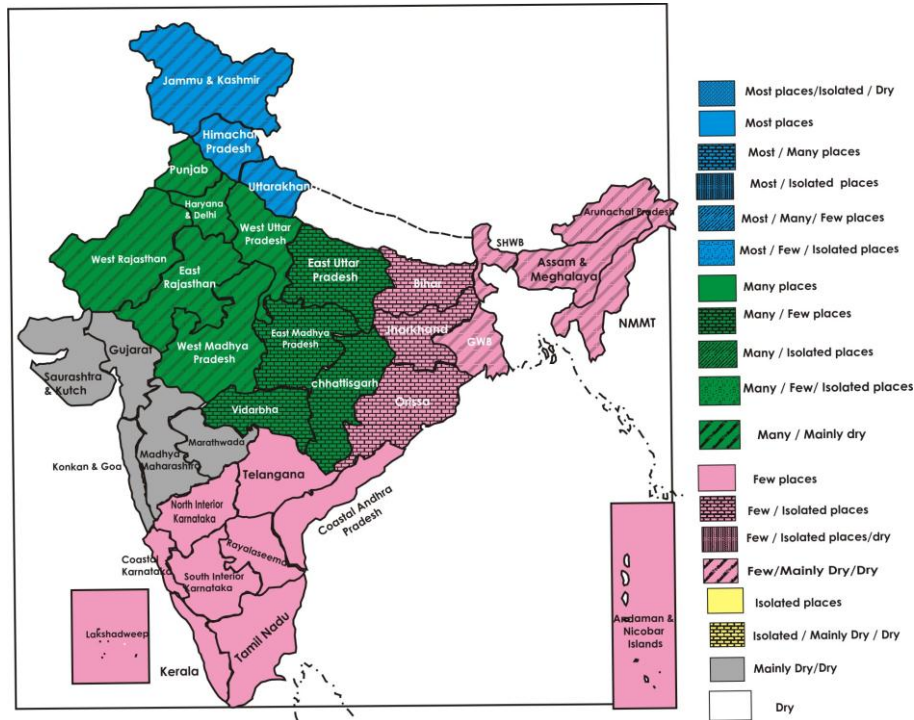 Jammu & Kashmir
Himachal
Pradesh
Punjab
Uttarakhand
Haryana
& Delhi
West Uttar
Pradesh
Arunachal Pradesh
SHWB
West Rajasthan
East Uttar
Pradesh
Assam &
Meghalaya
East
Rajasthan
Bihar
NMMT
Gujarat
West Madhya
Pradesh
East Madhya
Pradesh
Jharkhand
GWB
Saurashtra
& Kutch
chhattisgarh
Vidarbha
Orissa
Marathwada
Konkan & Goa
Madhya
Maharashtra
Telangana
North Interior
Karnataka
Coastal Andhra
Pradesh
Coastal
Karnataka
Rayalaseema
South Interior
Karnataka
Lakshadweep
Tamil Nadu
Kerala
Andaman &
Nicobar
Islands
Most places/Isolated / Dry
Most places
Most / Many places
Most / Isolated places
Most / Many/ Few places
Most / Few / Isolated places
Many places
Many / Few places
Many / Isolated places
Many / Few/ Isolated places
Many / Mainly dry
Few places
Few / Isolated places
Few / Isolated places/dry
Few/Mainly Dry/Dry
Isolated places
Isolated / Mainly Dry / Dry
Mainly Dry/Dry
Dry